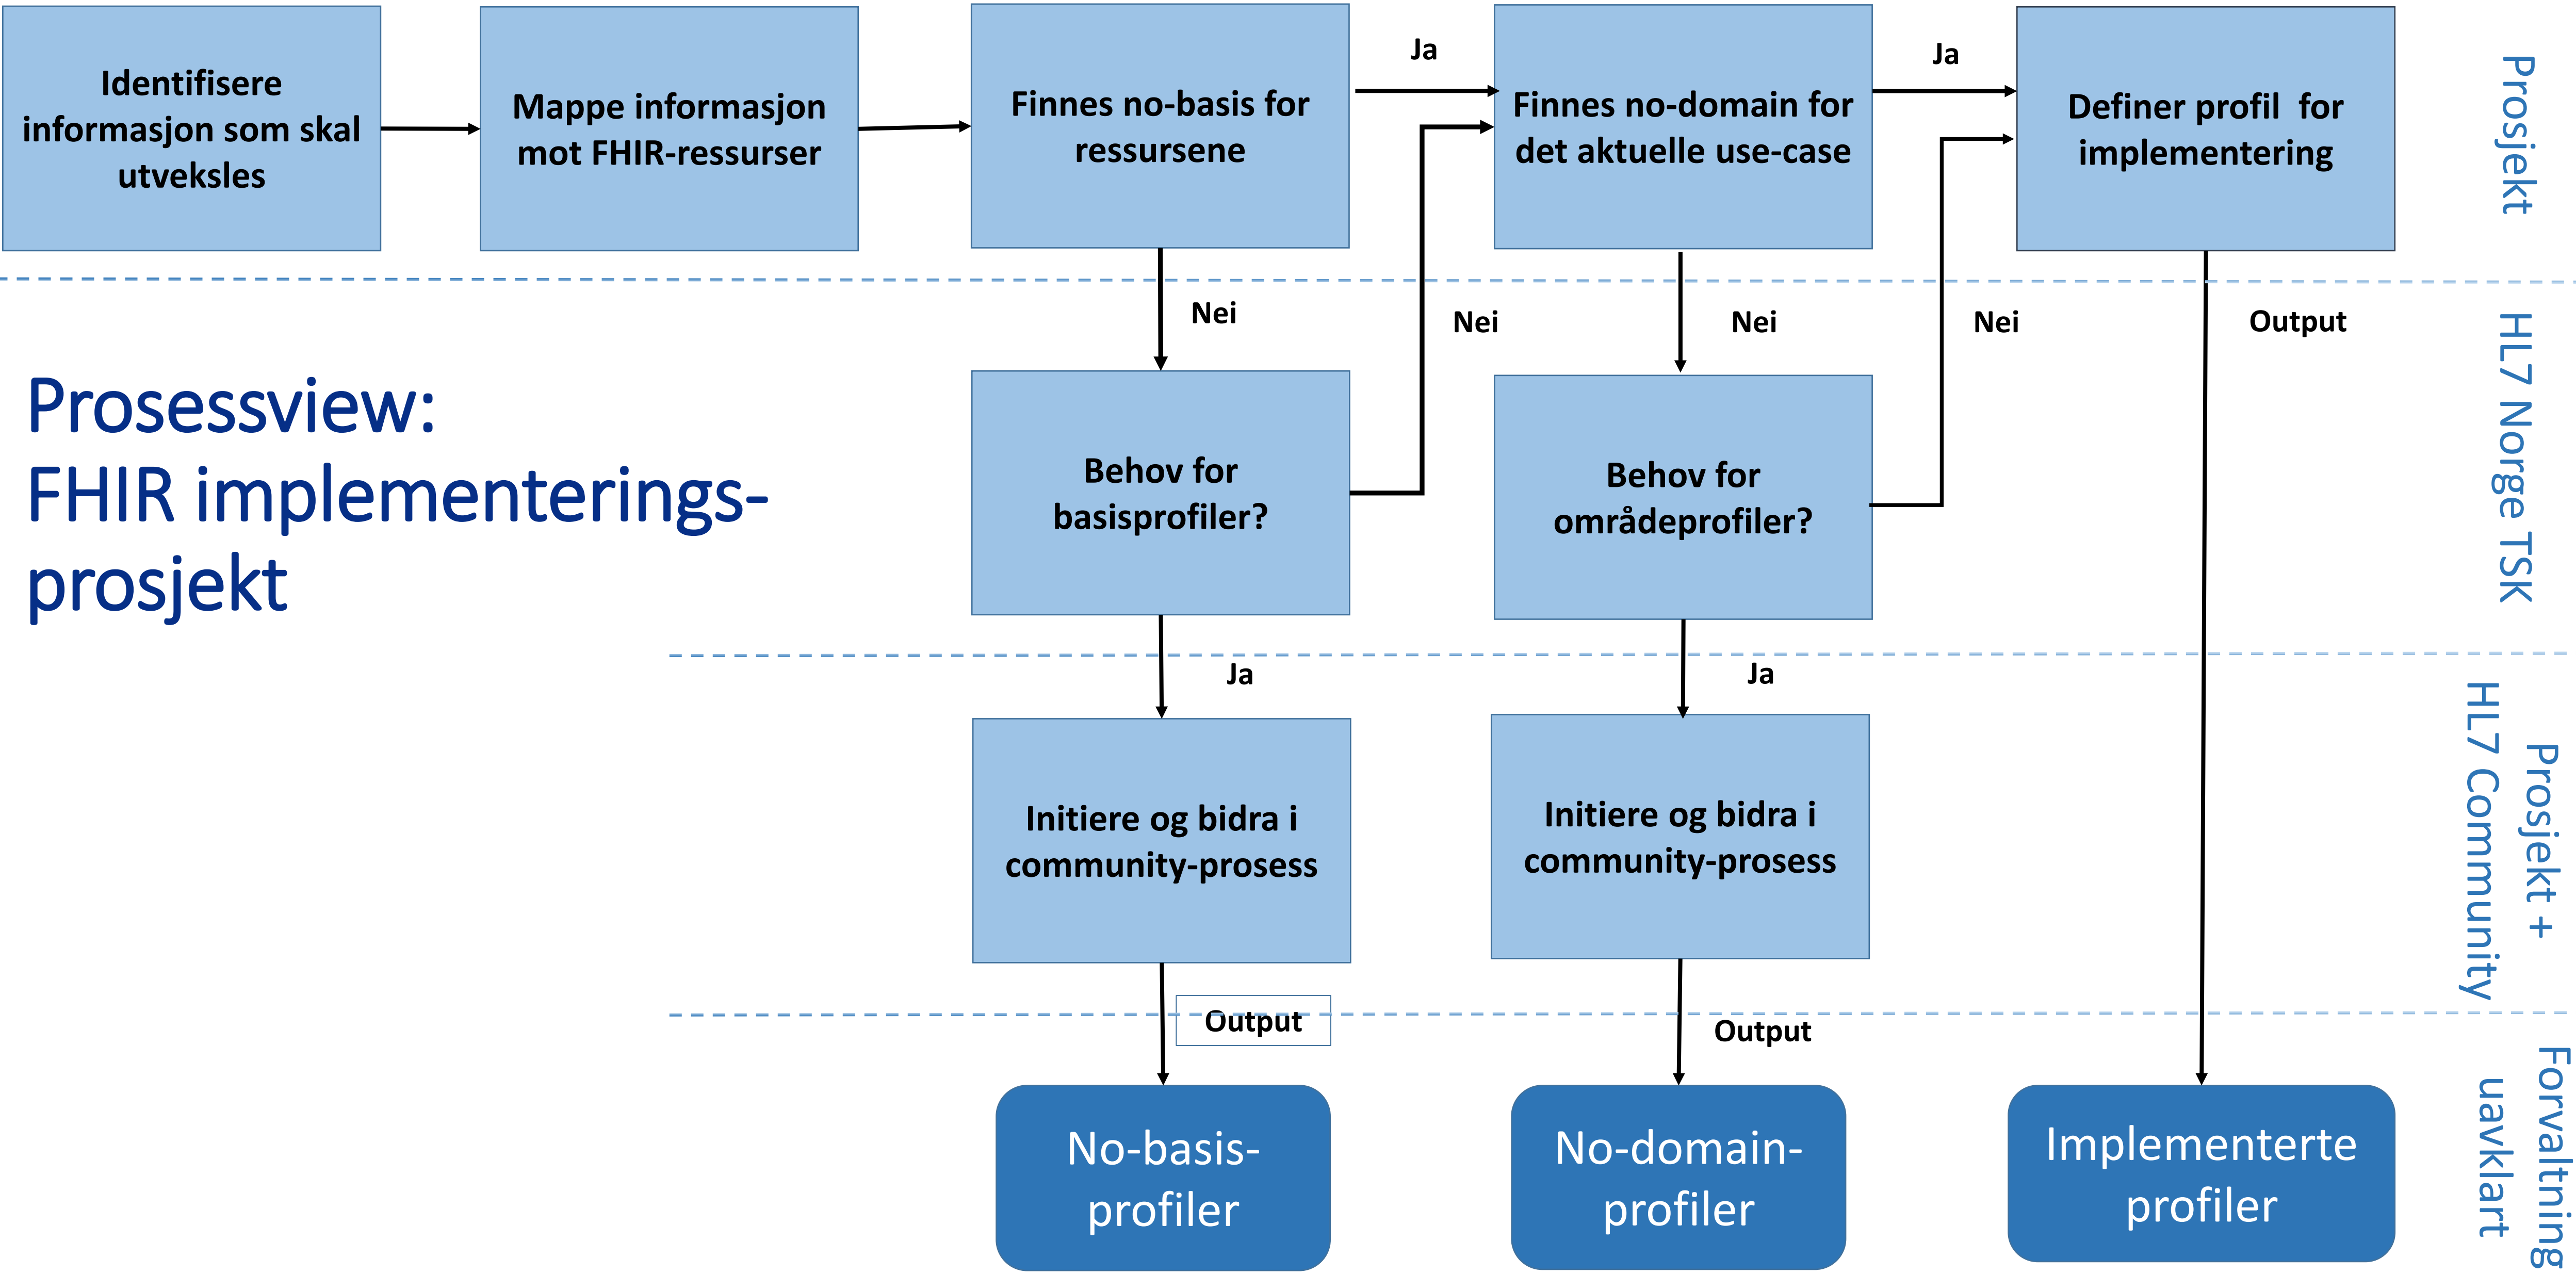 Identifisere
informasjon som skal
utveksles
Mappe informasjon
mot FHIR-ressurser
Finnes no-basis for
ressursene
Ja
Finnes no-domain for
det aktuelle use-case
Ja
Definer profil for
implementering
Prosjekt
Nei
Nei
Nei
Nei
Output
HL7 Norge TSK
Prosessview:
FHIR implementerings-
prosjekt
Behov for
basisprofiler?
Behov for
områdeprofiler?
Ja
Ja
Prosjekt +
HL7 Community
Initiere og bidra i
community-prosess
Initiere og bidra i
community-prosess
Output
Output
Forvaltning
uavklart
No-basis-
profiler
No-domain-
profiler
Implementerte
profiler